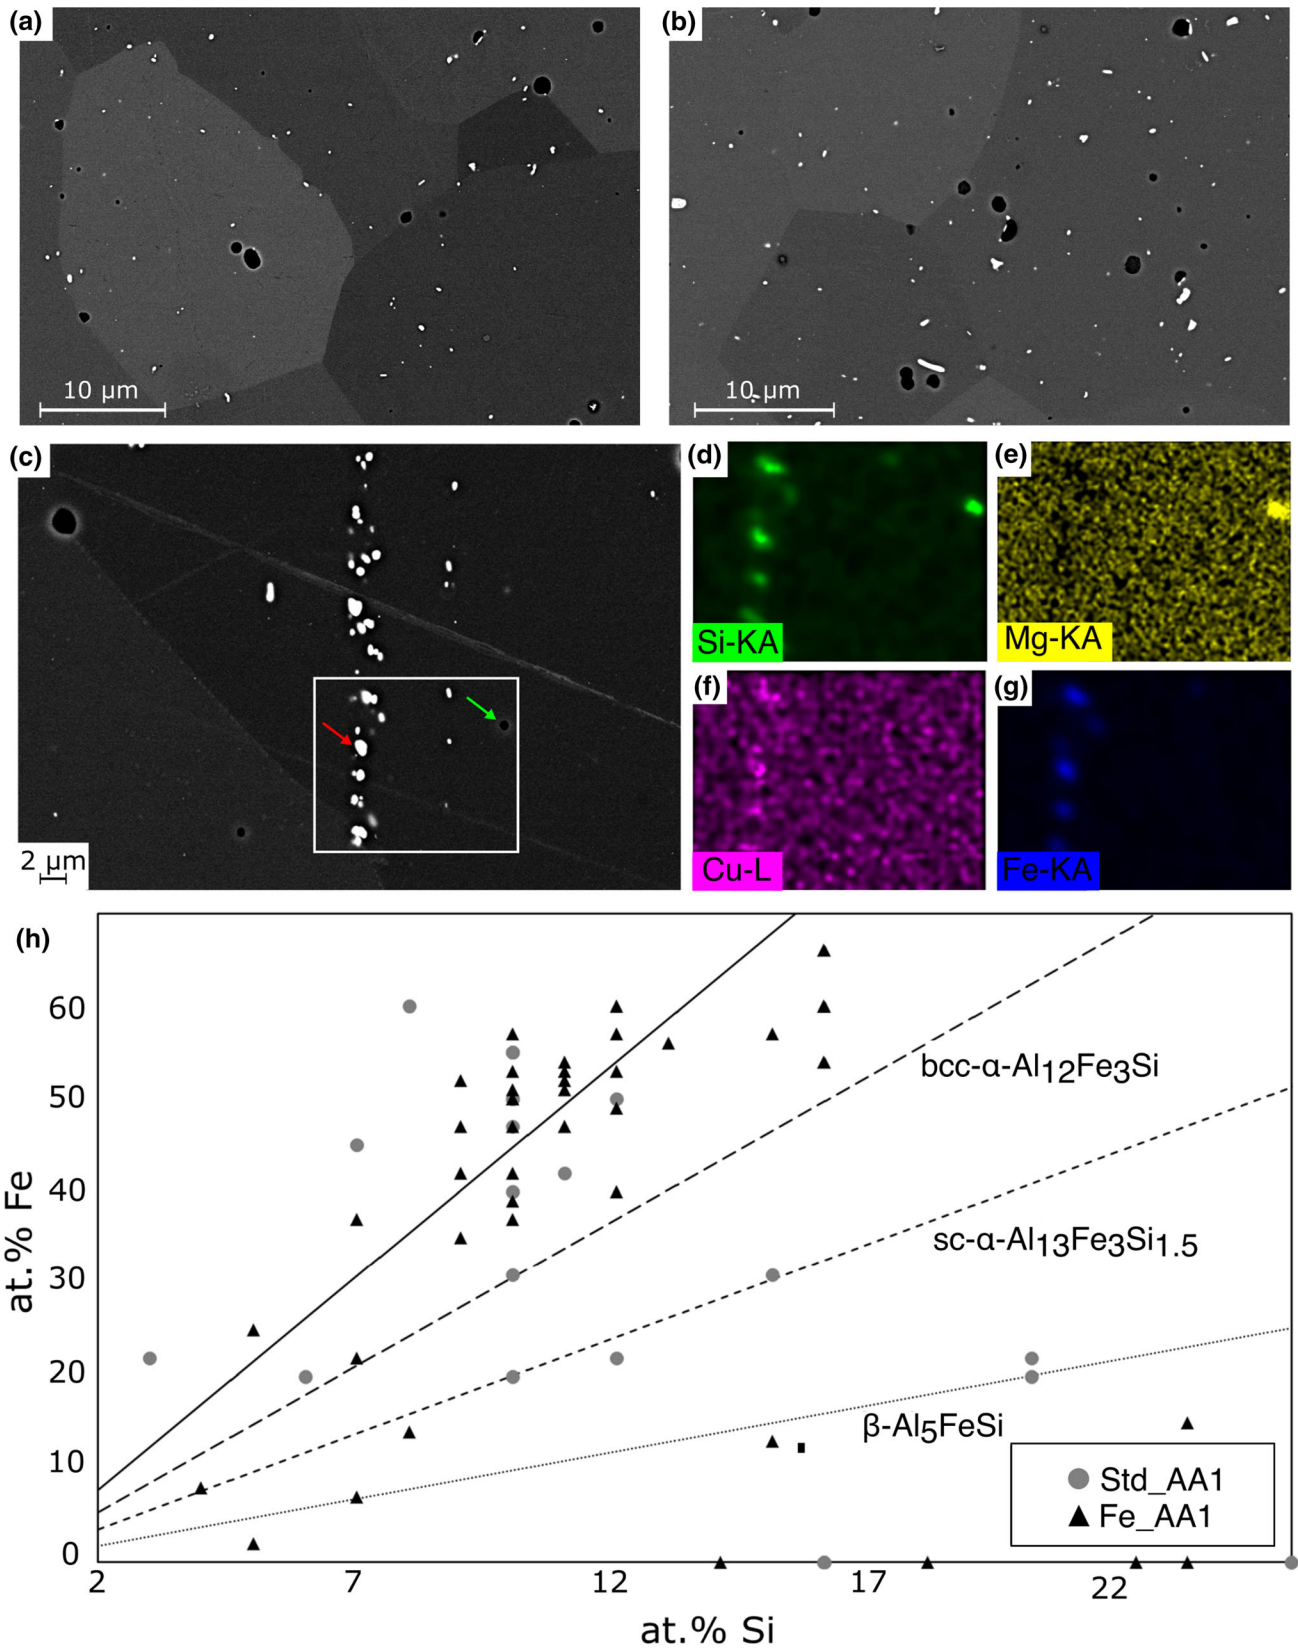 (a)
(b)
10 µm
10 µm
(c)
(d)
(e)
Si-KA
Mg-KA
(f)
(g)
2 µm
Cu-L
Fe-KA
(h)
60
50
40
30
20
10
0
at.% Fe
bcc-α-Al12Fe3Si
sc-α-Al13Fe3Si1.5
β-Al5FeSi
Std_AA1
Fe_AA1
2
7
12
17
22
at.% Si